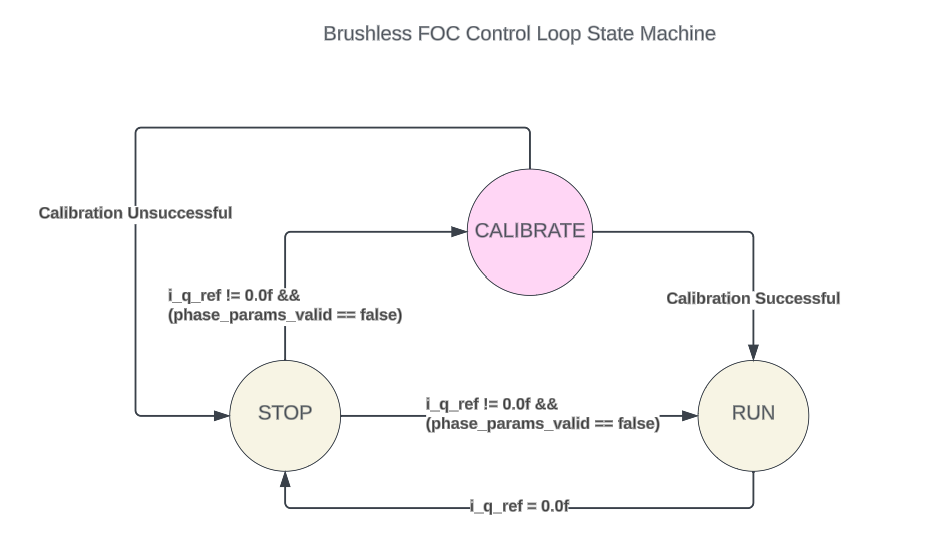 Brushless FOC Control Loop State Machine
Calibration Unsuccessful
CALIBRATE
i_q_ref != 0.0f &&
(phase_params_valid == false)
Calibration Successful
STOP
i_q_ref != 0.0f &&
(phase_params_valid == false)
RUN
i_q_ref = 0.0f